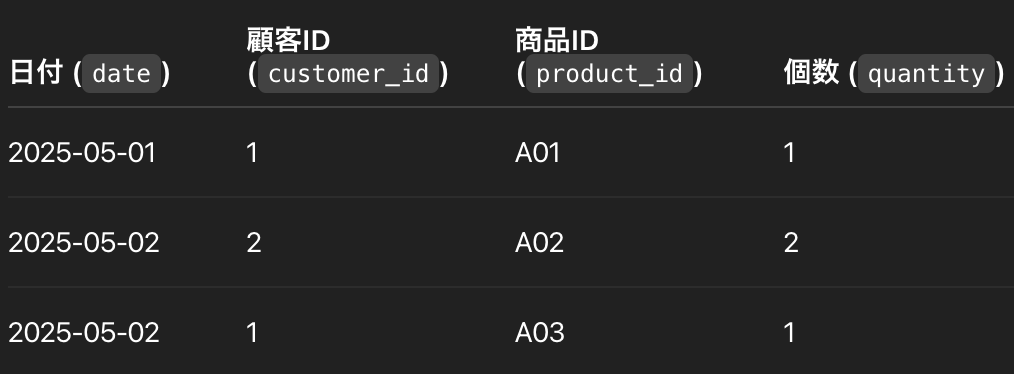 日付 (date) 顧客ID (customer_id) 商品ID (product_id) 個数 (quantity)
2025-05-01 1 A01 1
2025-05-02 2 A02 2
2025-05-02 1 A03 1